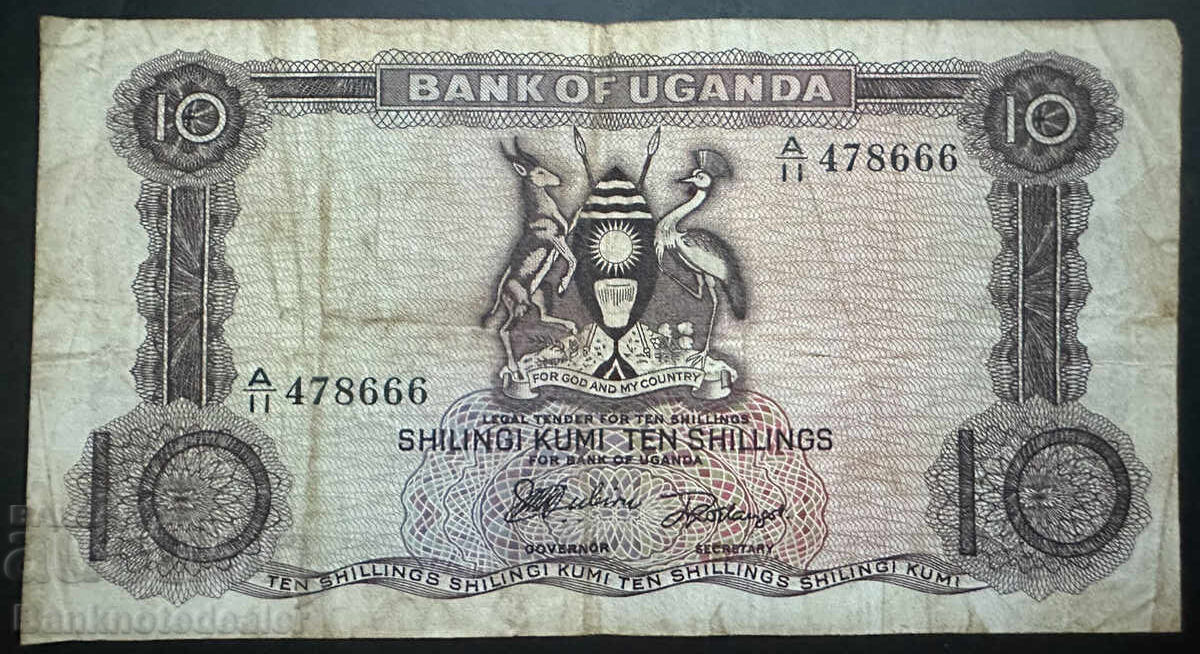 BANK OF UGANDA
10
10
A/11 478666
FOR GOD AND MY COUNTRY
A/11 478666
LEGAL TENDER FOR TEN SHILLINGS
SHILINGI KUMI TEN SHILLINGS
FOR BANK OF UGANDA
10
10
GOVERNOR SECRETARY
TEN SHILLINGS SHILINGI KUMI TEN SHILLINGS SHILINGI KUMI
Banknotedealer